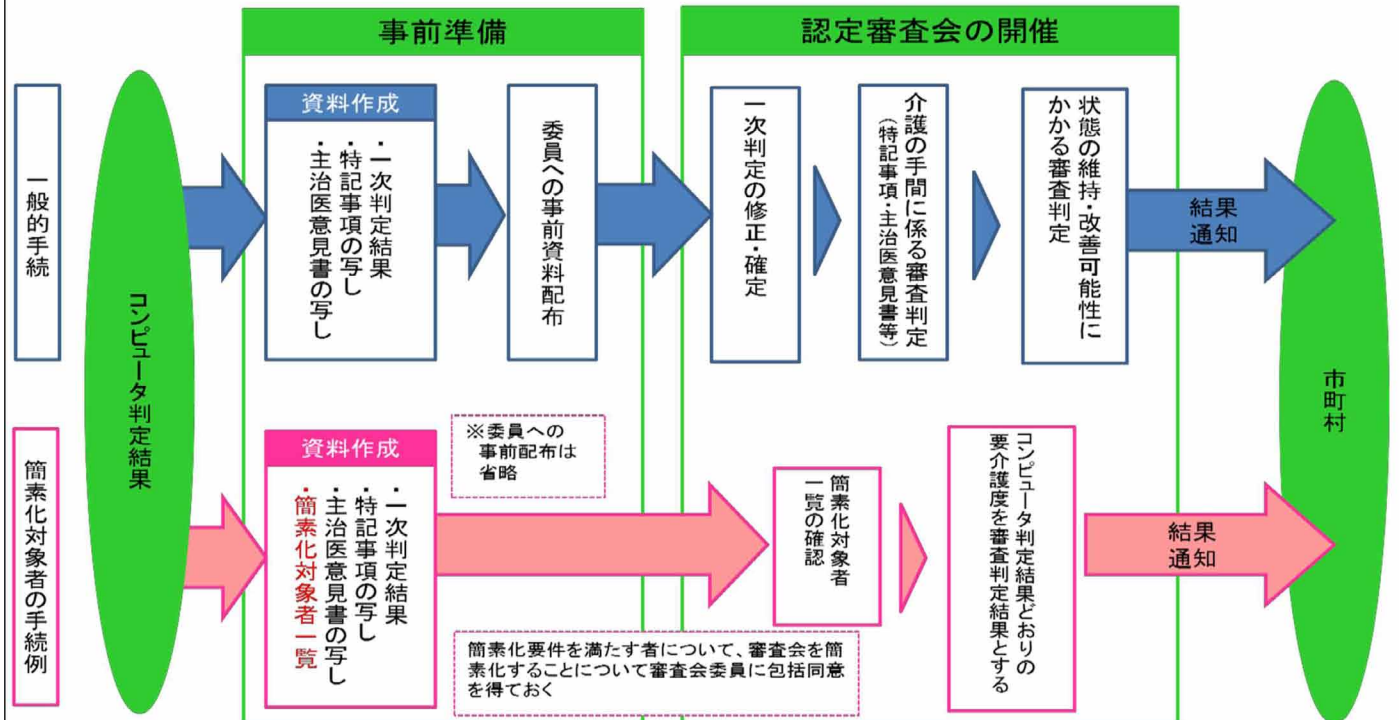 事前準備
認定審査会の開催
一般的手続
コンピュータ判定結果
資料作成
・一次判定結果
・特記事項の写し
・主治医意見書の写し
委員への事前資料配布
一次判定の修正・確定
介護の手間に係る審査判定
(特記事項・主治医意見書等)
状態の維持・改善可能性に
かかる審査判定
結果
通知
市町村
簡素化対象者の手続例
資料作成
・一次判定結果
・特記事項の写し
・主治医意見書の写し
・簡素化対象者一覧
※委員への
事前配布は
省略
簡素化要件を満たす者について、審査会を簡
素化することについて審査会委員に包括同意
を得ておく
簡素化対象者
一覧の確認
コンピュータ判定結果どおりの
要介護度を審査判定結果とする
結果
通知